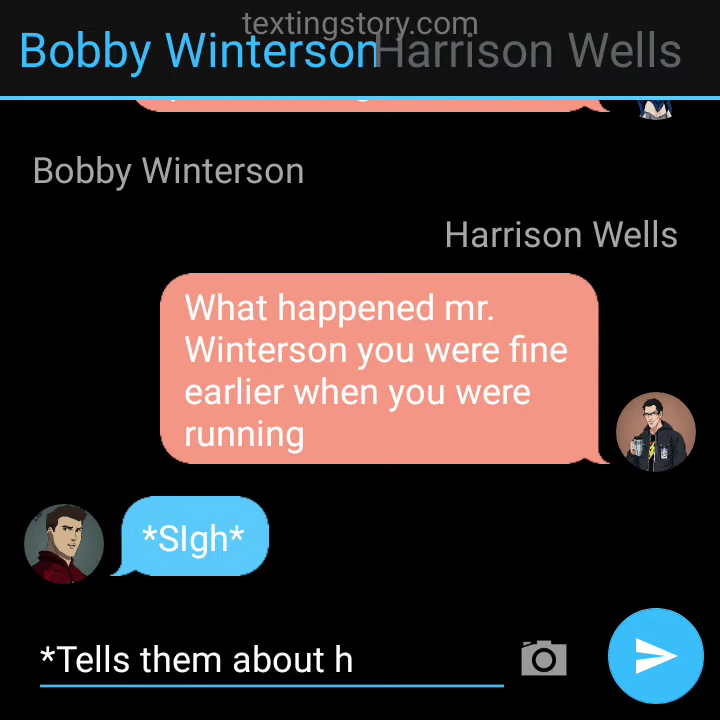 textingstory.com
Bobby Winterson Harrison Wells
Bobby Winterson
Harrison Wells
What happened mr.
Winterson you were fine
earlier when you were
running
*SIgh*
*Tells them about h